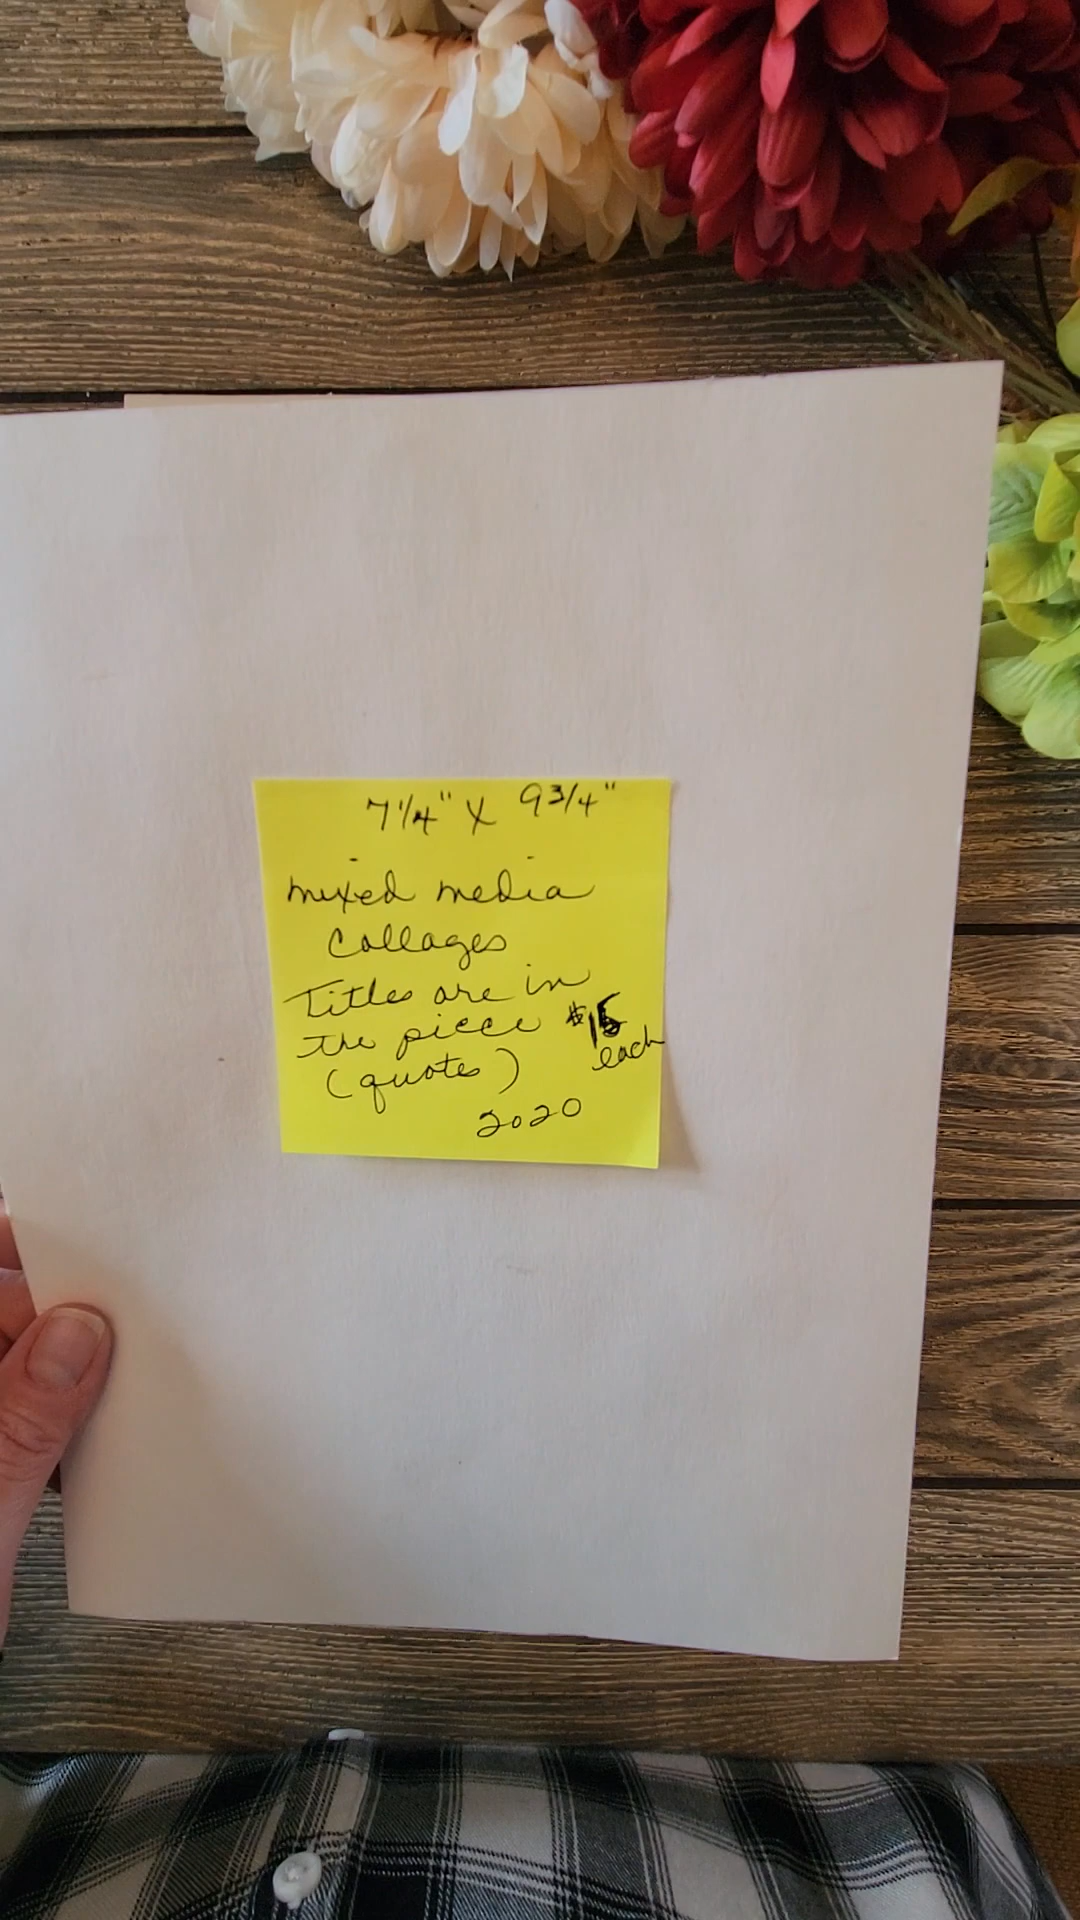 7 1/4" X 9 3/4"
mixed media
collages
Titles are in
the piece $15
each
(quotes)
2020